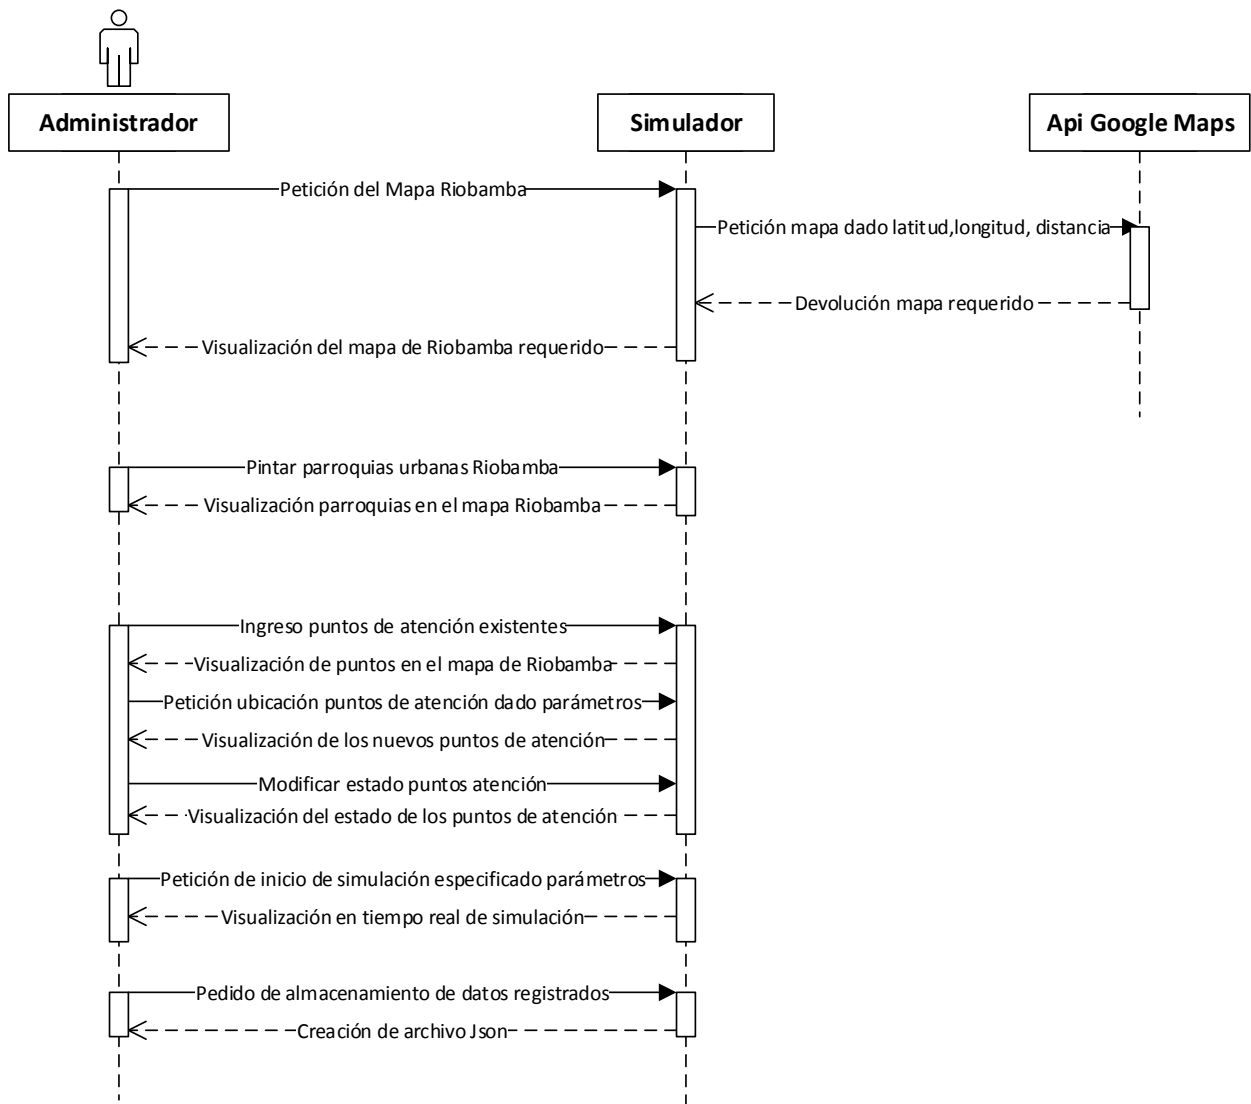 Administrador
Simulador
Api Google Maps
Petición del Mapa Riobamba
Petición mapa dado latitud,longitud, distancia
Devolución mapa requerido
Visualización del mapa de Riobamba requerido
Pintar parroquias urbanas Riobamba
Visualización parroquias en el mapa Riobamba
Ingreso puntos de atención existentes
Visualización de puntos en el mapa de Riobamba
Petición ubicación puntos de atención dado parámetros
Visualización de los nuevos puntos de atención
Modificar estado puntos atención
Visualización del estado de los puntos de atención
Petición de inicio de simulación especificado parámetros
Visualización en tiempo real de simulación
Pedido de almacenamiento de datos registrados
Creación de archivo Json